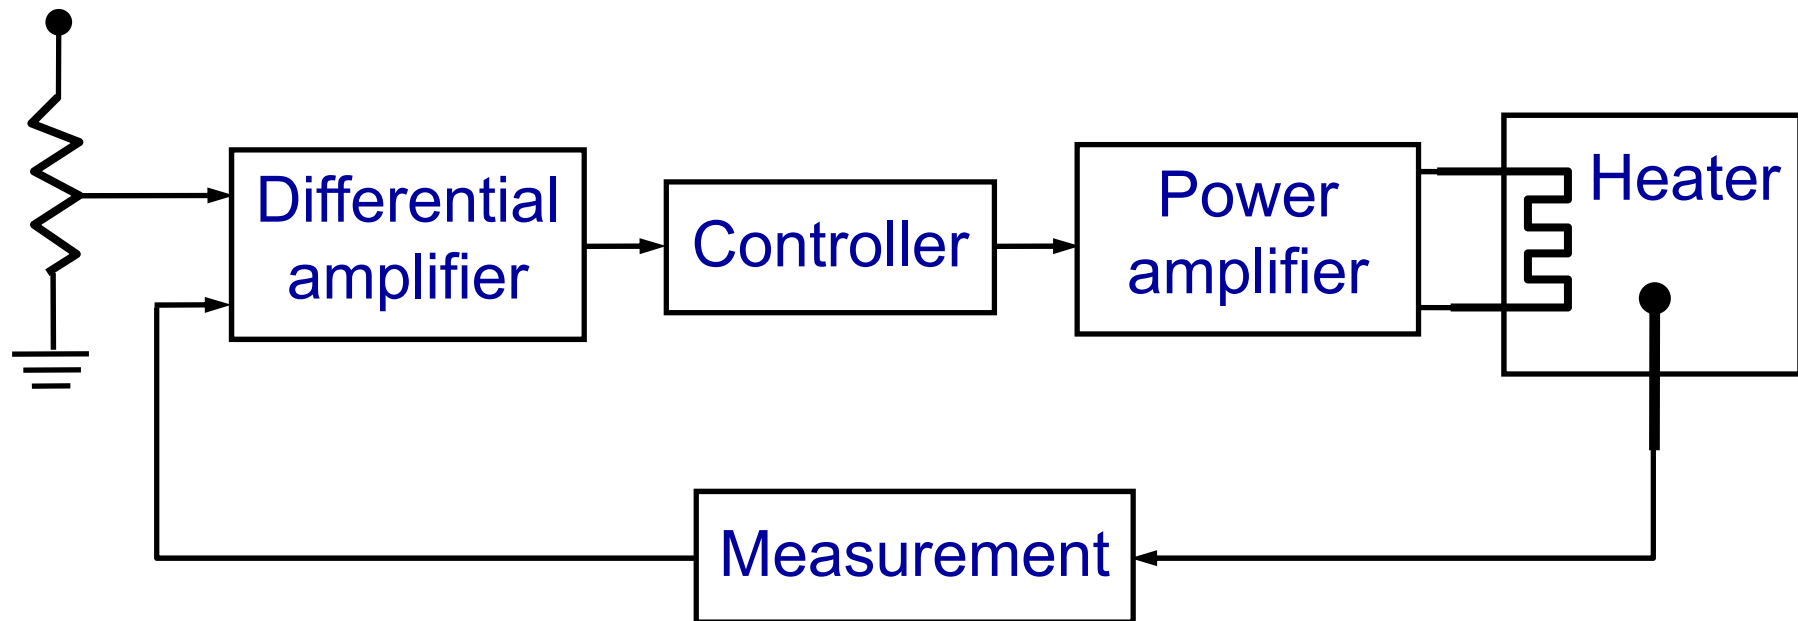 Differential
amplifier
Controller
Power
amplifier
Heater
Measurement